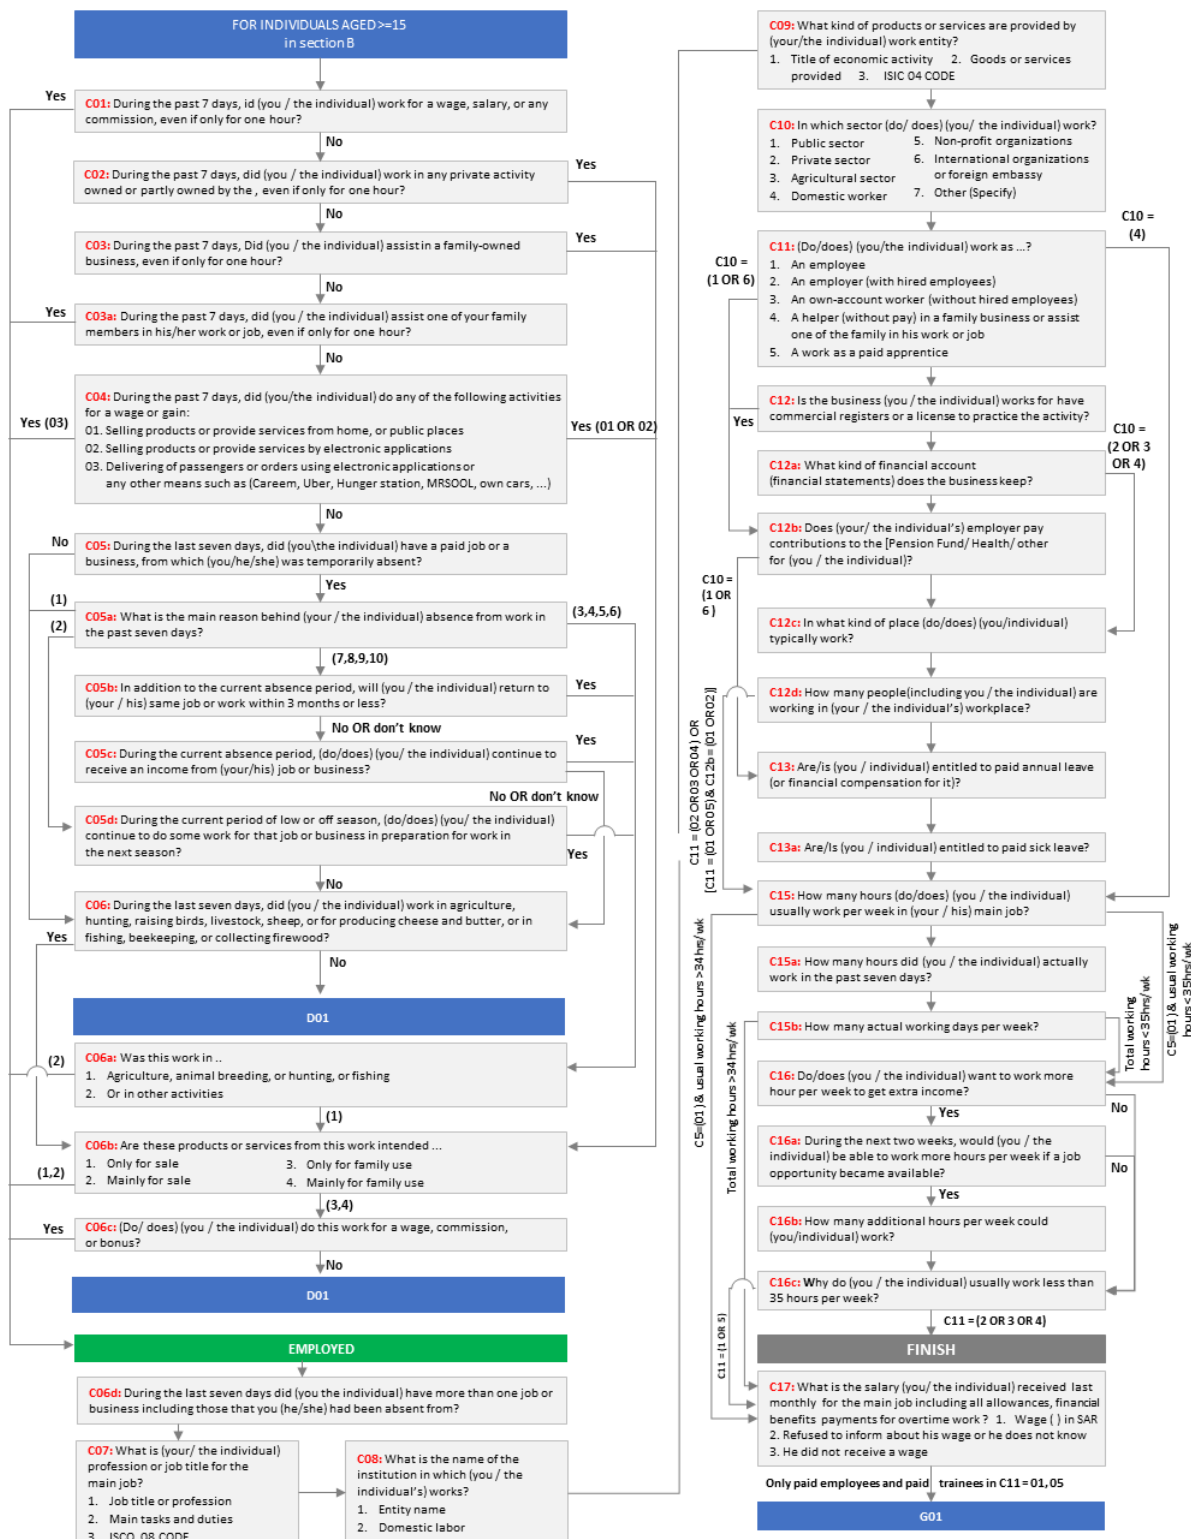 FOR INDIVIDUALS AGED >=15
in section B
Yes
C01: During the past 7 days, id (you / the individual) work for a wage, salary, or any
commission, even if only for one hour?
No
Yes
C02: During the past 7 days, did (you / the individual) work in any private activity
owned or partly owned by the , even if only for one hour?
No
Yes
C03: During the past 7 days, Did (you / the individual) assist in a family-owned
business, even if only for one hour?
No
Yes
C03a: During the past 7 days, did (you / the individual) assist one of your family
members in his/her work or job, even if only for one hour?
No
C04: During the past 7 days, did (you/the individual) do any of the following activities
for a wage or gain:
01. Selling products or provide services from home, or public places
02. Selling products or provide services by electronic applications
03. Delivering of passengers or orders using electronic applications or
any other means such as (Careem, Uber, Hunger station, MRSOOL, own cars, ...)
Yes (03)
Yes (01 OR 02)
No
No
C05: During the last seven days, did (you\the individual) have a paid job or a
business, from which (you/he/she) was temporarily absent?
Yes
(1)
(2)
C05a: What is the main reason behind (your / the individual) absence from work in
the past seven days?
(3,4,5,6)
(7,8,9,10)
C05b: In addition to the current absence period, will (you / the individual) return to
(your / his) same job or work within 3 months or less?
Yes
No OR don't know
Yes
C05c: During the current absence period, (do/does) (you/ the individual) continue to
receive an income from (your/his) job or business?
No OR don't know
C05d: During the current period of low or off season, (do/does) (you/ the individual)
continue to do some work for that job or business in preparation for work in
the next season?
Yes
No
C06: During the last seven days, did (you / the individual) work in agriculture,
hunting, raising birds, livestock, sheep, or for producing cheese and butter, or in
fishing, beekeeping, or collecting firewood?
Yes
No
D01
(2)
C06a: Was this work in ..
1. Agriculture, animal breeding, or hunting, or fishing
2. Or in other activities
(1)
C06b: Are these products or services from this work intended ...
1. Only for sale 3. Only for family use
2. Mainly for sale 4. Mainly for family use
(1,2)
(3,4)
Yes
C06c: (Do/ does) (you / the individual) do this work for a wage, commission,
or bonus?
No
D01
EMPLOYED
C06d: During the last seven days did (you the individual) have more than one job or
business including those that you (he/she) had been absent from?
C07: What is (your/ the individual)
profession or job title for the
main job?
1. Job title or profession
2. Main tasks and duties
3. ISCO_08 CODE
C08: What is the name of the
institution in which (you / the
individual's) works?
1. Entity name
2. Domestic labor
C09: What kind of products or services are provided by
(your/the individual) work entity?
1. Title of economic activity 2. Goods or services
provided 3. ISIC 04 CODE
C10: In which sector (do/ does) (you/ the individual) work?
1. Public sector 5. Non-profit organizations
2. Private sector 6. International organizations
or foreign embassy
3. Agricultural sector
4. Domestic worker 7. Other (Specify)
C10 =
(4)
C10 =
(1 OR 6)
C11: (Do/does) (you/the individual) work as ...?
1. An employee
2. An employer (with hired employees)
3. An own-account worker (without hired employees)
4. A helper (without pay) in a family business or assist
one of the family in his work or job
5. A work as a paid apprentice
C12: Is the business (you / the individual) works for have
commercial registers or a license to practice the activity?
Yes
C10 =
(2 OR 3
OR 4)
C12a: What kind of financial account
(financial statements) does the business keep?
C12b: Does (your/ the individual's) employer pay
contributions to the [Pension Fund/ Health/ other
for (you / the individual)?
C10 =
(1 OR
6 )
C12c: In what kind of place (do/does) (you/individual)
typically work?
C12d: How many people(including you / the individual) are
working in (your / the individual's) workplace?
C11 = (02 OR 03 OR 04) OR
[C11 = (01 OR 05) & C12b= (01 OR 02)]
C13: Are/is (you / individual) entitled to paid annual leave
(or financial compensation for it)?
C13a: Are/Is (you / individual) entitled to paid sick leave?
C15: How many hours (do/does) (you / the individual)
usually work per week in (your / his) main job?
C15a: How many hours did (you / the individual) actually
work in the past seven days?
C15b: How many actual working days per week?
Total working
hours < 35hrs/wk
C5=(01) & usual working
hours < 35hrs/wk
C5=(01) & usual working hours >34hrs/wk
Total working hours >34hrs/wk
C16: Do/does (you / the individual) want to work more
hour per week to get extra income?
No
Yes
C16a: During the next two weeks, would (you / the
individual) be able to work more hours per week if a job
opportunity became available?
No
Yes
C16b: How many additional hours per week could
(you/individual) work?
C16c: Why do (you / the individual) usually work less than
35 hours per week?
C11 = (2 OR 3 OR 4)
C11 = (1 OR 5)
FINISH
C17: What is the salary (you/ the individual) received last
monthly for the main job including all allowances, financial
benefits payments for overtime work ? 1. Wage ( ) in SAR
2. Refused to inform about his wage or he does not know
3. He did not receive a wage
Only paid employees and paid trainees in C11 = 01, 05
G01